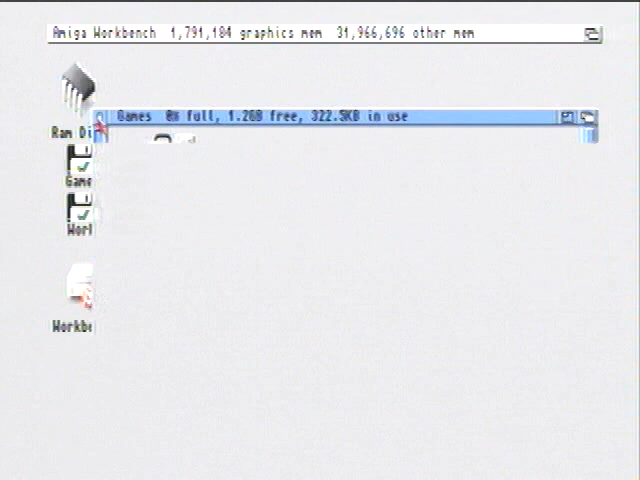 Amiga Workbench 1,791,184 graphics mem 31,966,696 other mem
Games 0% full, 1.2GB free, 322.5KB in use
Ram Di
Game
Work
Workbe